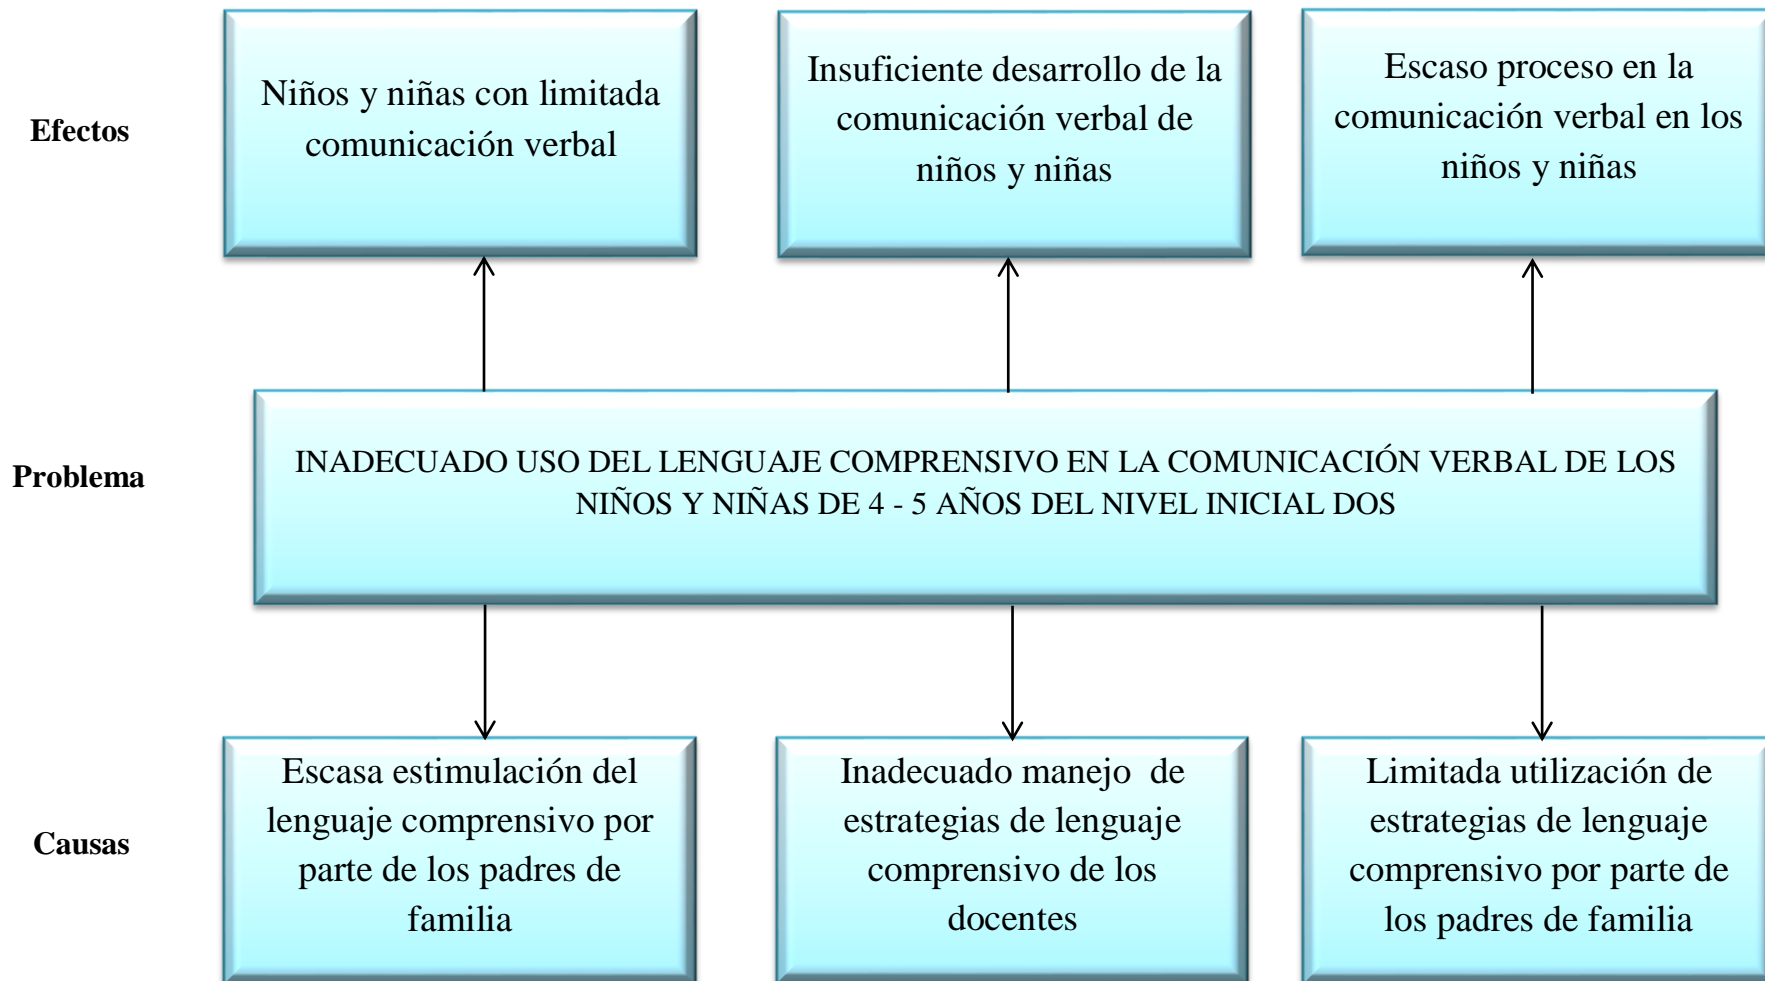 Efectos
Niños y niñas con limitada
comunicación verbal
Insuficiente desarrollo de la
comunicación verbal de
niños y niñas
Escaso proceso en la
comunicación verbal en los
niños y niñas
Problema
INADECUADO USO DEL LENGUAJE COMPRENSIVO EN LA COMUNICACIÓN VERBAL DE LOS
NIÑOS Y NIÑAS DE 4 - 5 AÑOS DEL NIVEL INICIAL DOS
Causas
Escasa estimulación del
lenguaje comprensivo por
parte de los padres de
familia
Inadecuado manejo  de
estrategias de lenguaje
comprensivo de los
docentes
Limitada utilización de
estrategias de lenguaje
comprensivo por parte de
los padres de familia